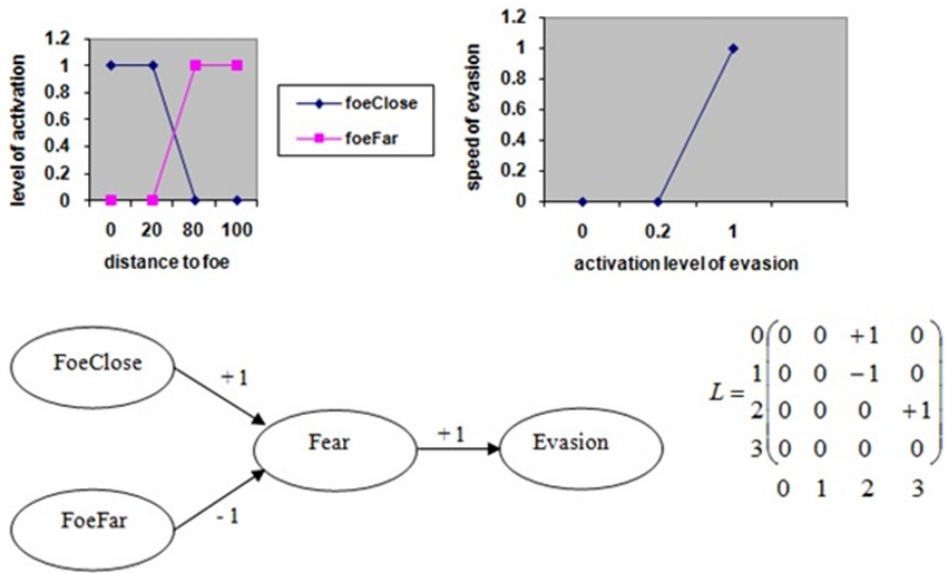 1.2
1
0.8
0.6
0.4
0.2
0
level of activation
0 20 80 100
distance to foe
foeClose
foeFar
1.2
1
0.8
0.6
0.4
0.2
0
speed of evasion
0 0.2 1
activation level of evasion
FoeClose
+1
Fear
+1
Evasion
FoeFar
- 1
L =
0 0 0 +1 0
1 0 0 −1 0
2 0 0 0 +1
3 0 0 0 0
0 1 2 3